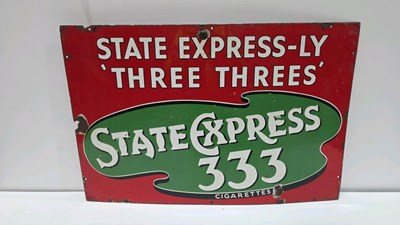 STATE EXPRESS-LY
'THREE THREES'
STATE EXPRESS
333
CIGARETTES